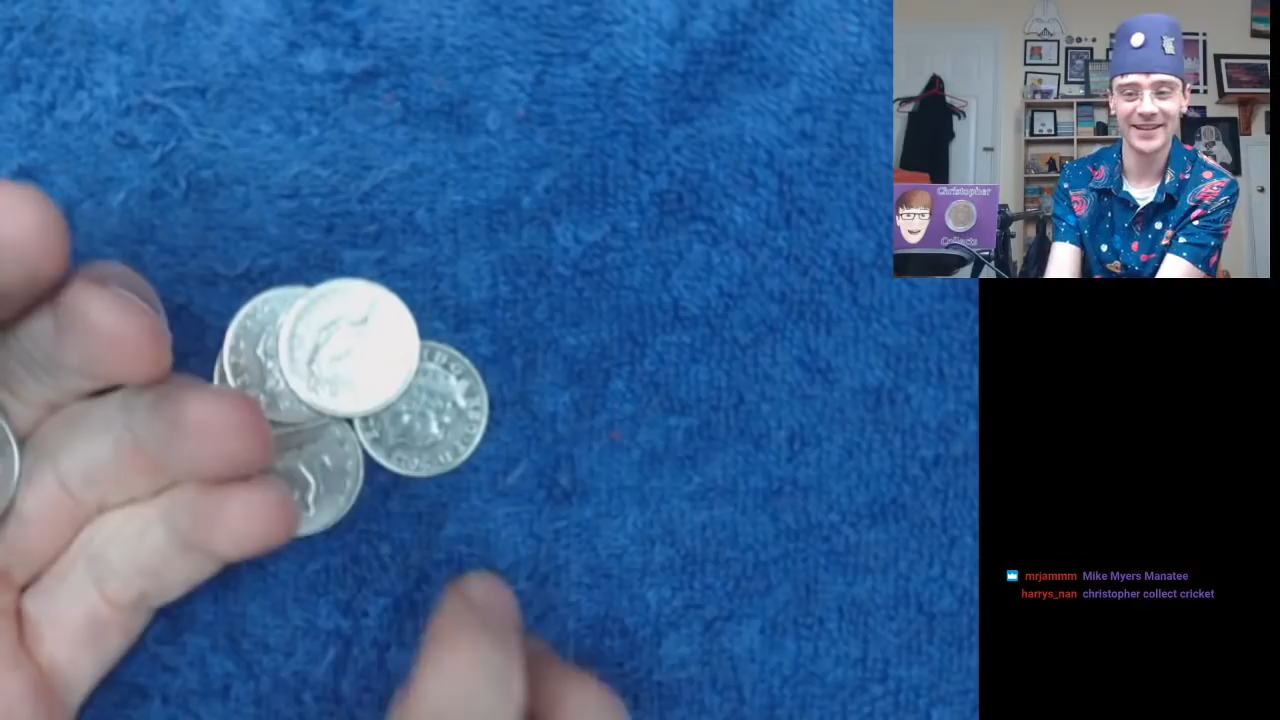 Christopher
Collects
mrjammm Mike Myers Manatee
harrys_nan christopher collect cricket